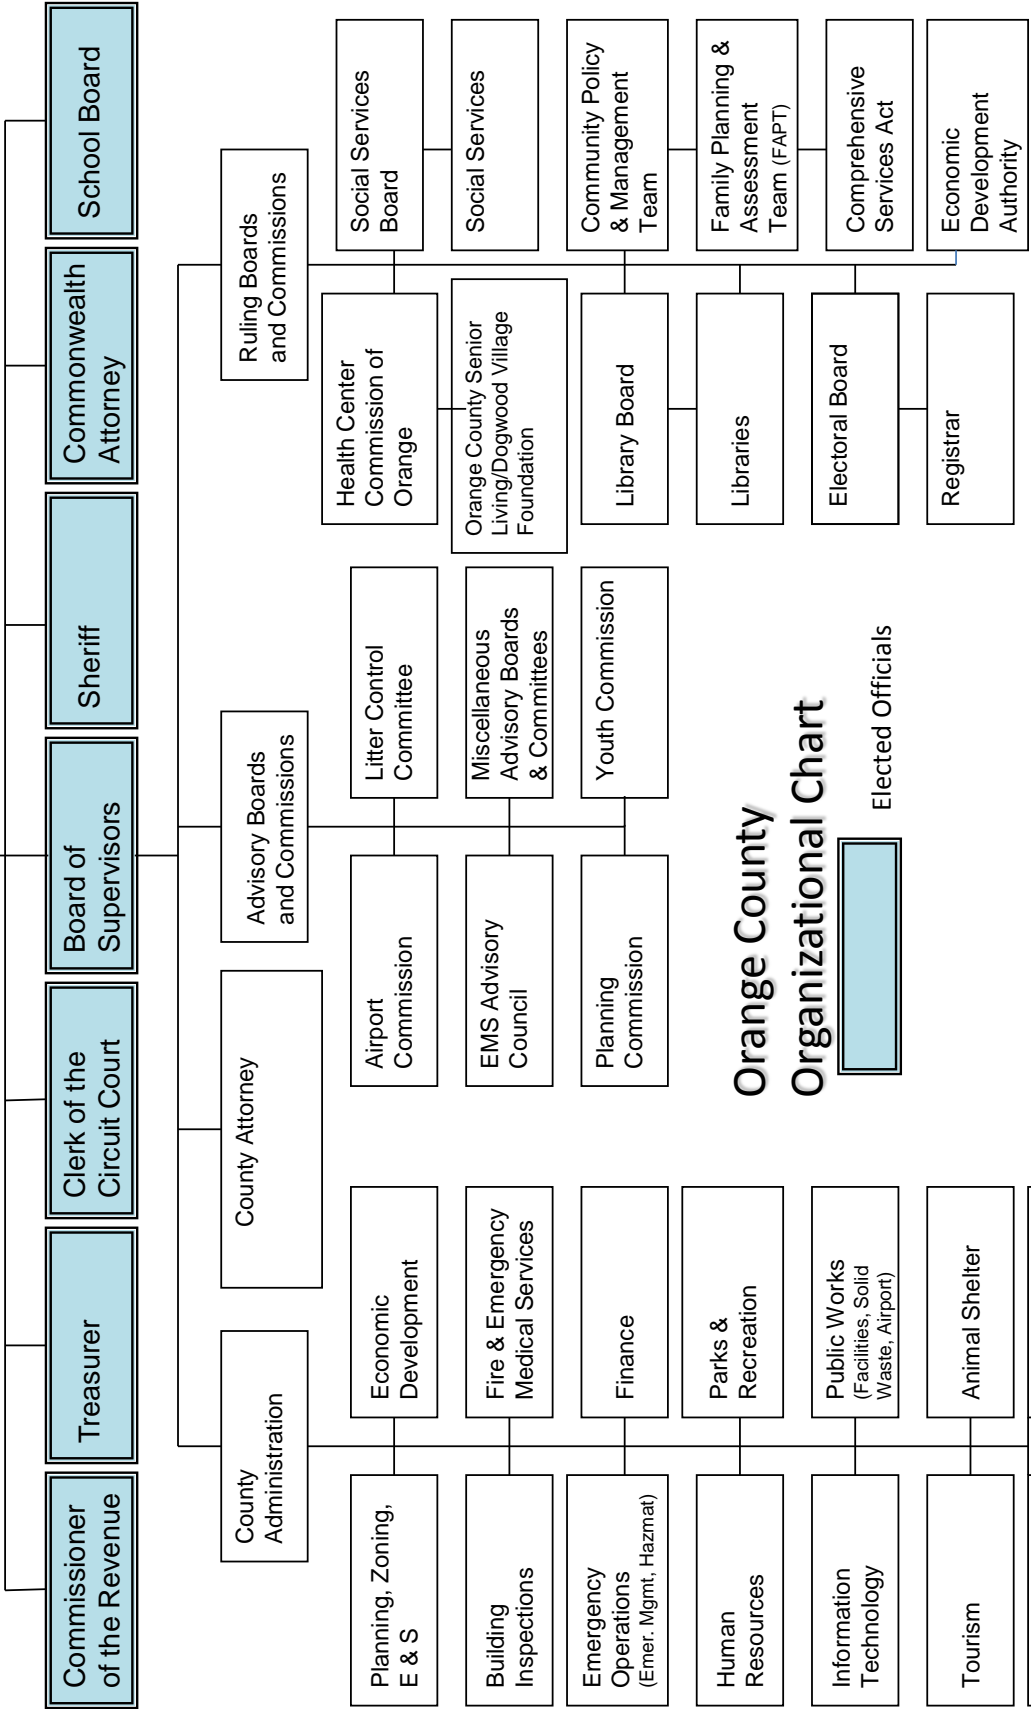 Commissioner
of the Revenue
Treasurer
Clerk of the
Circuit Court
Board of
Supervisors
Sheriff
Commonwealth
Attorney
School Board
County
Administration
County Attorney
Advisory Boards
and Commissions
Ruling Boards
and Commissions
Planning, Zoning,
E & S
Economic
Development
Building
Inspections
Fire & Emergency
Medical Services
Emergency
Operations
(Emer. Mgmt, Hazmat)
Finance
Human
Resources
Parks &
Recreation
Information
Technology
Public Works
(Facilities, Solid
Waste, Airport)
Tourism
Animal Shelter
Airport
Commission
Litter Control
Committee
EMS Advisory
Council
Miscellaneous
Advisory Boards
& Committees
Planning
Commission
Youth Commission
Health Center
Commission of
Orange
Social Services
Board
Orange County Senior
Living/Dogwood Village
Foundation
Social Services
Library Board
Community Policy
& Management
Team
Libraries
Family Planning &
Assessment
Team (FAPT)
Electoral Board
Comprehensive
Services Act
Registrar
Economic
Development
Authority
Orange County
Organizational Chart
Elected Officials